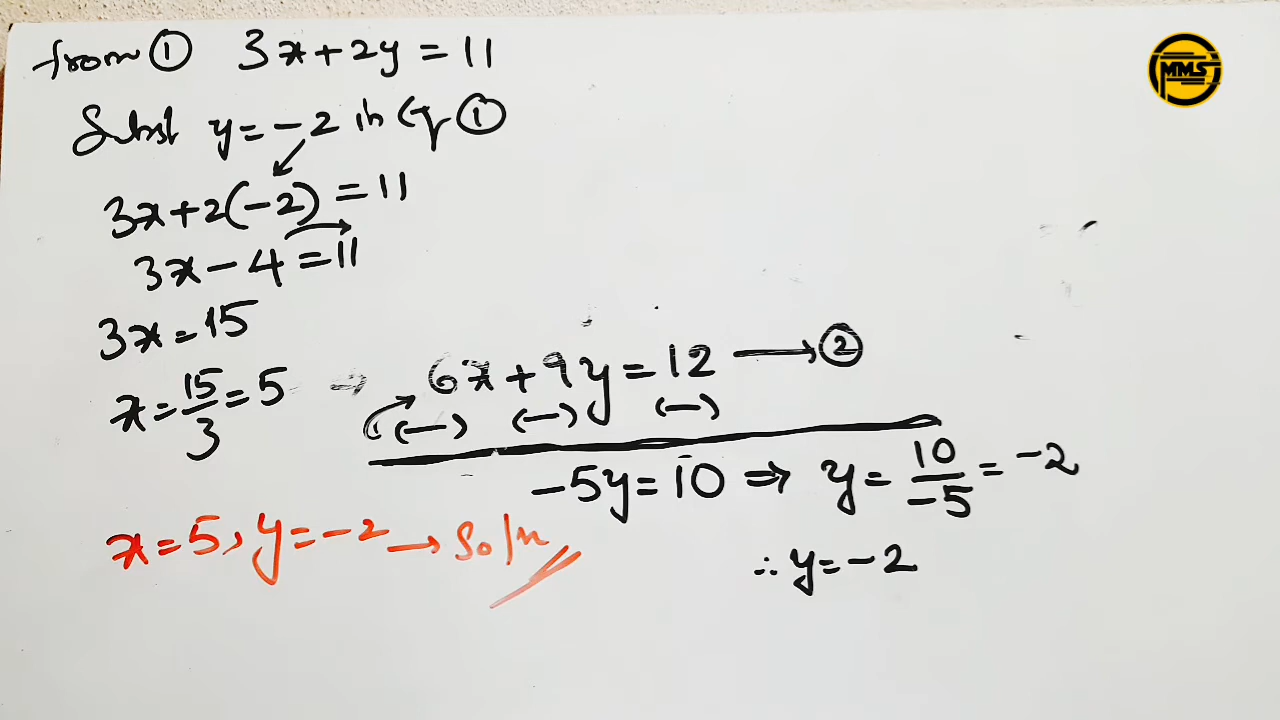 from ① 3x+2y=11
Subst y=-2 in eq ①
3x+2(-2)=11
3x-4=11
3x=15
x=15/3=5
⇒ 6x+9y=12 → ②
(-) (-) (-)
-5y=10 ⇒ y=10/-5=-2
∴ y=-2
x=5, y=-2 → Soln
MMS